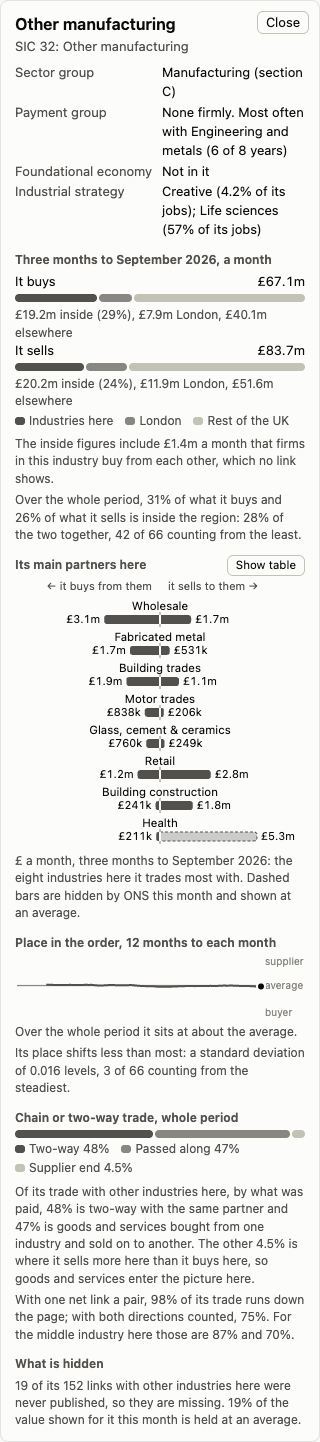 Other manufacturing
Close
SIC 32: Other manufacturing
Sector group
Manufacturing (section
C)
Payment group
None firmly. Most often
with Engineering and
metals (6 of 8 years)
Foundational economy
Not in it
Industrial strategy
Creative (4.2% of its
jobs); Life sciences
(57% of its jobs)
Three months to September 2026, a month
It buys £67.1m
£19.2m inside (29%), £7.9m London, £40.1m
elsewhere
It sells £83.7m
£20.2m inside (24%), £11.9m London, £51.6m
elsewhere
Industries here London Rest of the UK
The inside figures include £1.4m a month that firms
in this industry buy from each other, which no link
shows.
Over the whole period, 31% of what it buys and
26% of what it sells is inside the region: 28% of
the two together, 42 of 66 counting from the least.
Its main partners here
Show table
← it buys from them it sells to them →
Wholesale
£3.1m £1.7m
Fabricated metal
£1.7m £531k
Building trades
£1.9m £1.1m
Motor trades
£838k £206k
Glass, cement & ceramics
£760k £249k
Retail
£1.2m £2.8m
Building construction
£241k £1.8m
Health
£211k £5.3m
£ a month, three months to September 2026: the
eight industries here it trades most with. Dashed
bars are hidden by ONS this month and shown at
an average.
Place in the order, 12 months to each month
supplier
average
buyer
Over the whole period it sits at about the average.
Its place shifts less than most: a standard deviation
of 0.016 levels, 3 of 66 counting from the
steadiest.
Chain or two-way trade, whole period
Two-way 48% Passed along 47%
Supplier end 4.5%
Of its trade with other industries here, by what was
paid, 48% is two-way with the same partner and
47% is goods and services bought from one
industry and sold on to another. The other 4.5% is
where it sells more here than it buys here, so
goods and services enter the picture here.
With one net link a pair, 98% of its trade runs down
the page; with both directions counted, 75%. For
the middle industry here those are 87% and 70%.
What is hidden
19 of its 152 links with other industries here were
never published, so they are missing. 19% of the
value shown for it this month is held at an average.